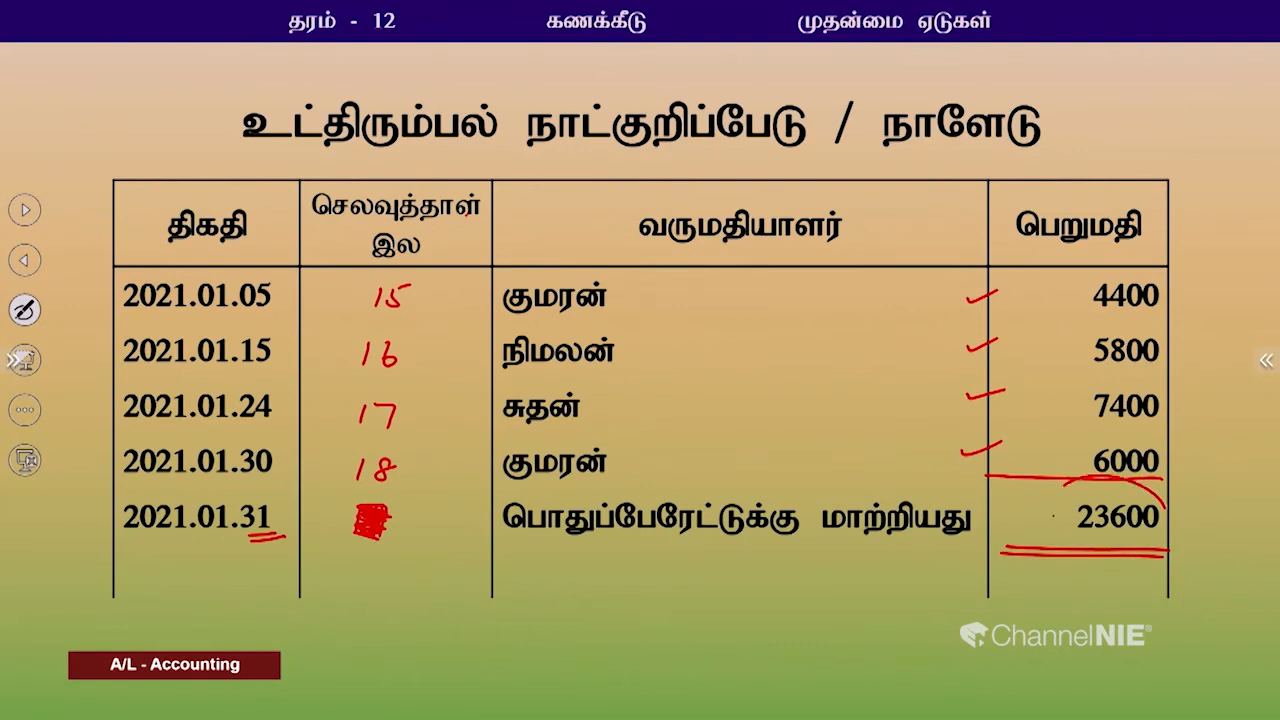 தரம் - 12 கணக்கீடு முதன்மை ஏடுகள்
உட்திரும்பல் நாட்குறிப்பேடு / நாளேடு
திகதி செலவுத்தாள் இல வருமதியாளர் பெறுமதி
2021.01.05 15 குமரன் 4400
2021.01.15 16 நிமலன் 5800
2021.01.24 17 சுதன் 7400
2021.01.30 18 குமரன் 6000
2021.01.31 பொதுப்பேரேட்டுக்கு மாற்றியது 23600
ChannelNIE®
A/L - Accounting